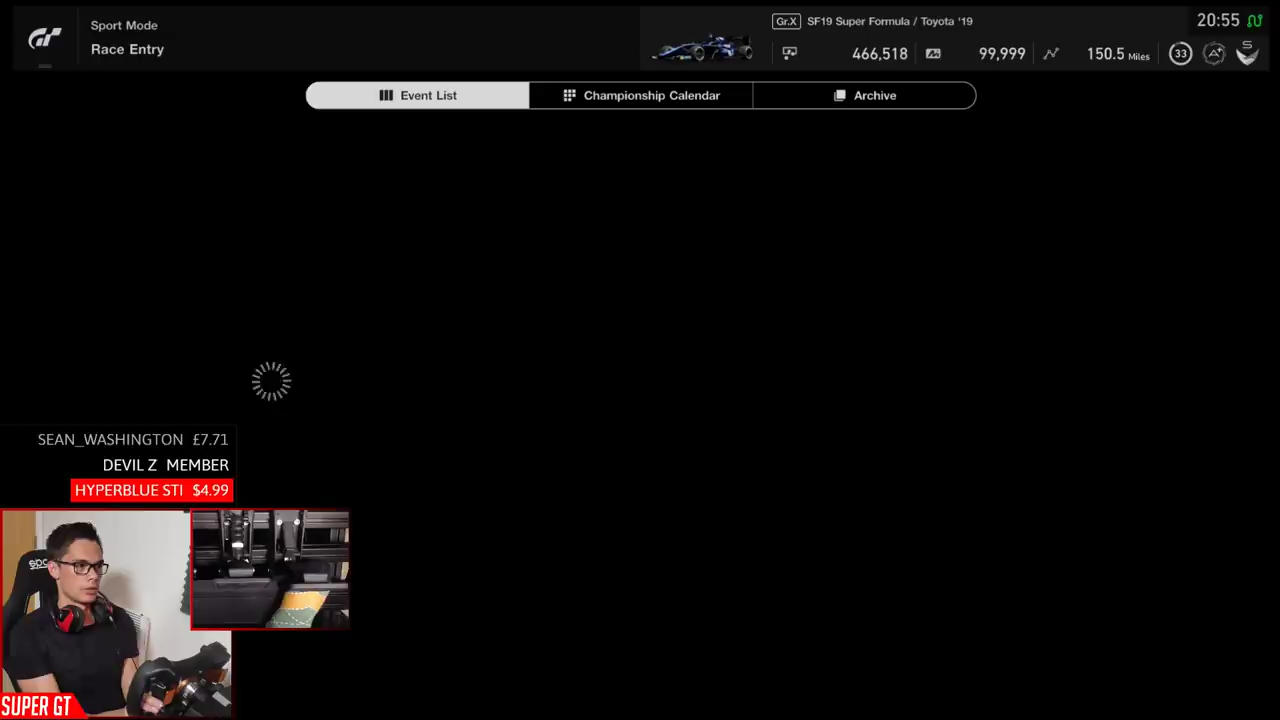 Sport Mode
Race Entry
Gr.X SF19 Super Formula / Toyota '19
20:55
466,518
99,999
150.5 Miles
33
A+
S
Event List
Championship Calendar
Archive
SEAN_WASHINGTON £7.71
DEVIL Z MEMBER
HYPERBLUE STI $4.99
SUPER GT